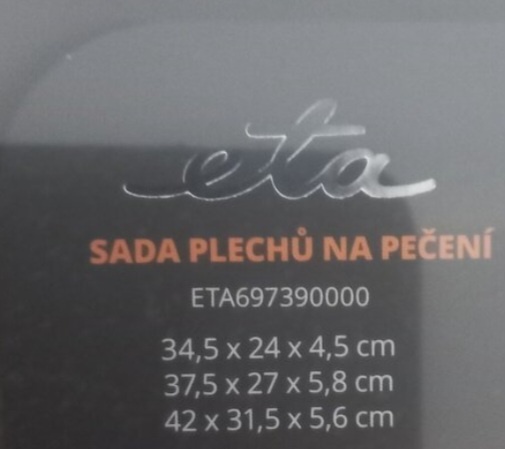 eta
SADA PLECHŮ NA PEČENÍ
ETA697390000
34,5 x 24 x 4,5 cm
37,5 x 27 x 5,8 cm
42 x 31,5 x 5,6 cm